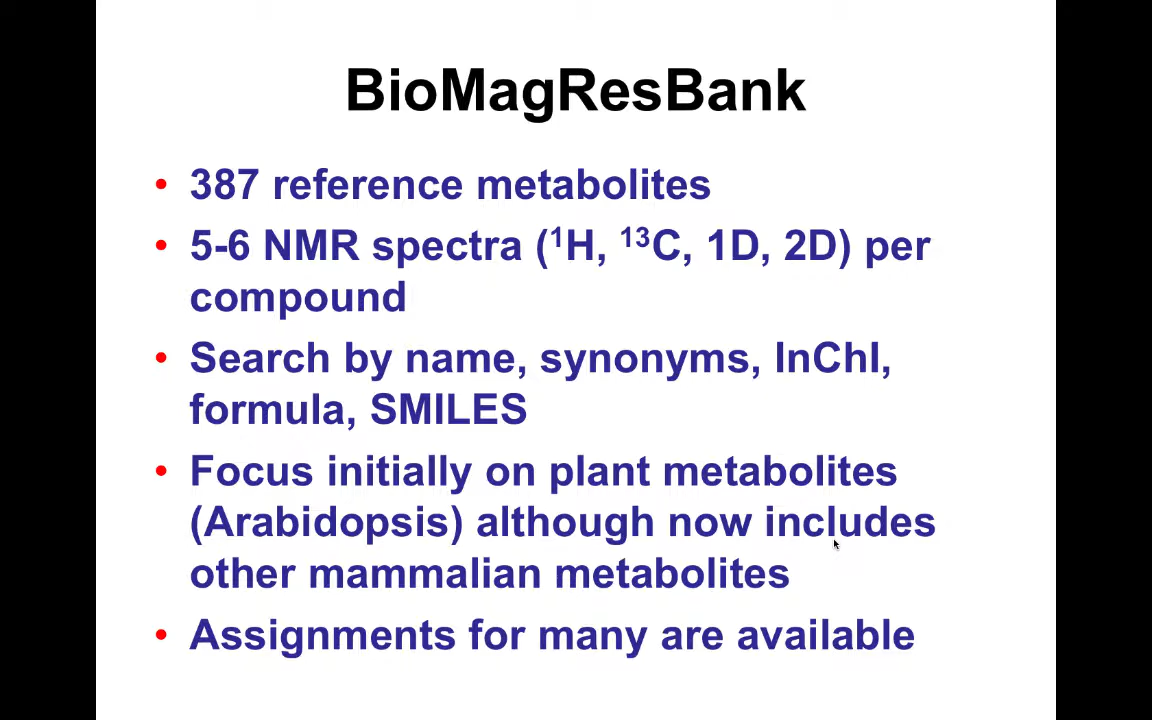 BioMagResBank
• 387 reference metabolites
• 5-6 NMR spectra (¹H, ¹³C, 1D, 2D) per
compound
• Search by name, synonyms, InChI,
formula, SMILES
• Focus initially on plant metabolites
(Arabidopsis) although now includes
other mammalian metabolites
• Assignments for many are available